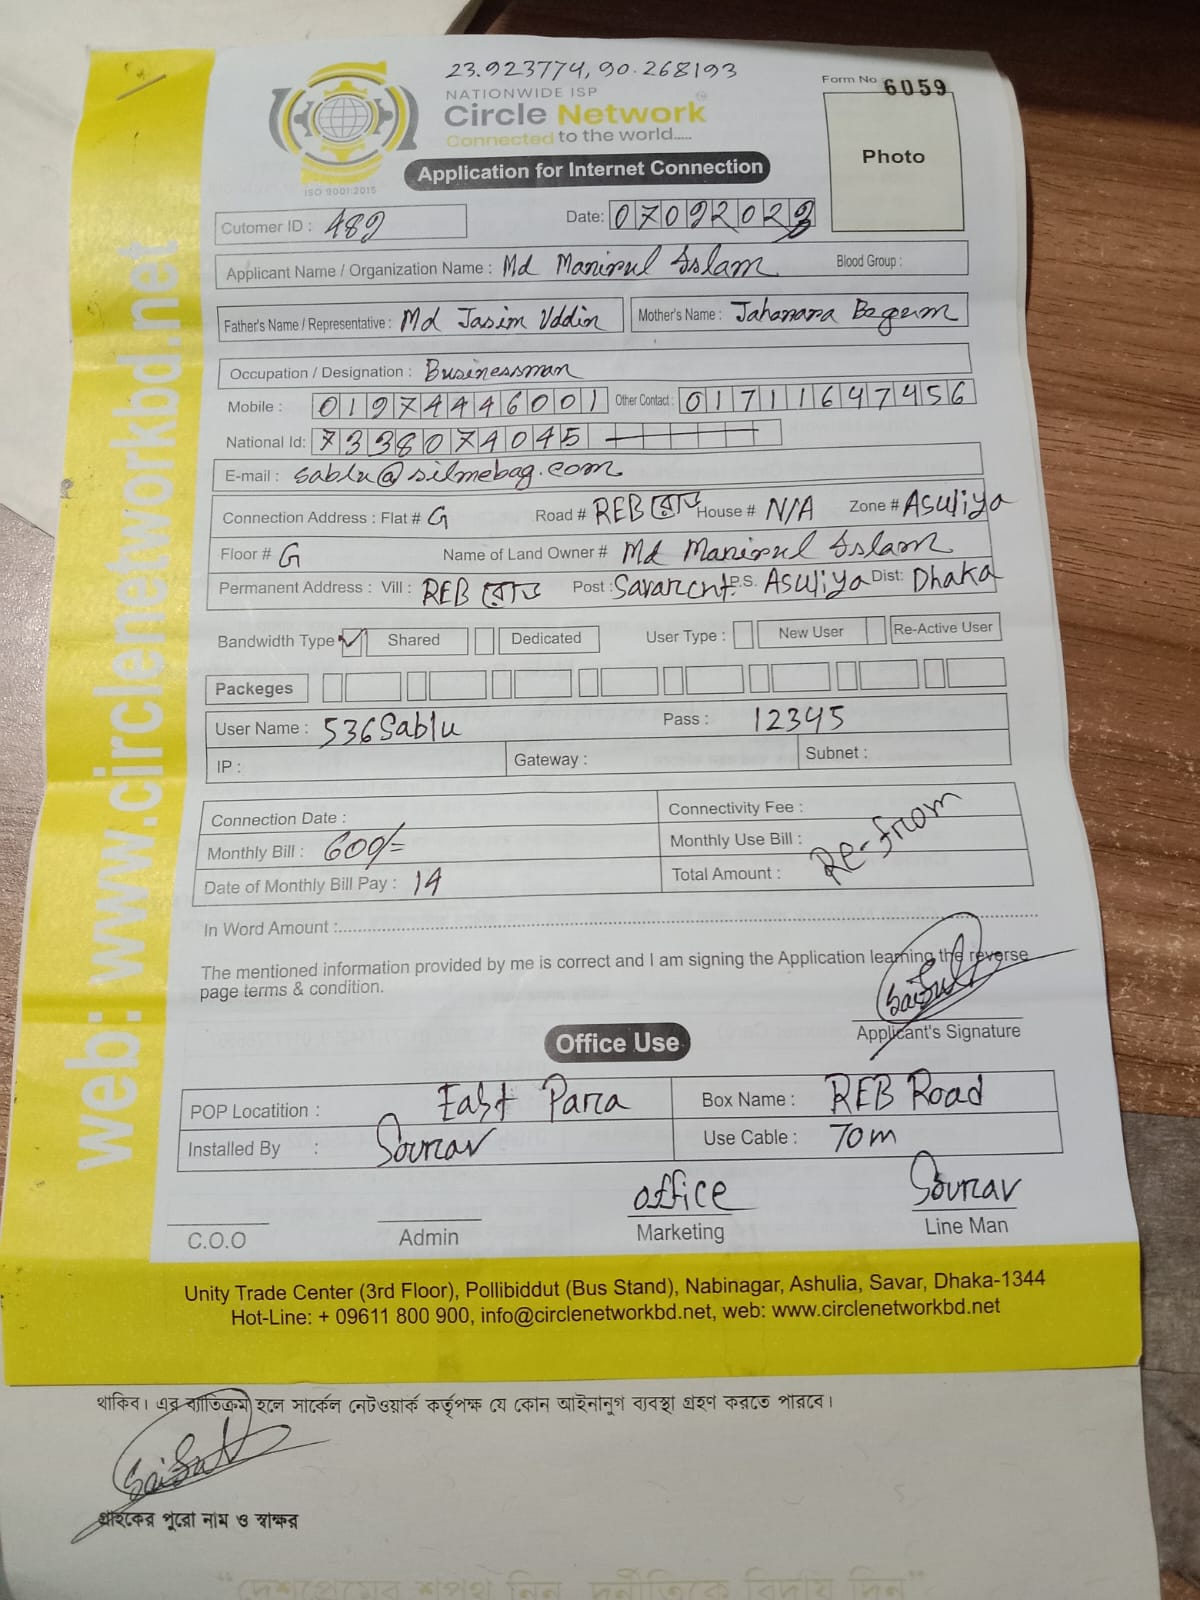 23.923774, 90.268193
NATIONWIDE ISP
Form No 6059
Circle Network
Connected to the world.....
Photo
ISO 9001:2015
Application for Internet Connection
Cutomer ID : 489 Date: 07092023
Applicant Name / Organization Name : Md Manirul Islam Blood Group :
Father's Name / Representative : Md Jasim Uddin Mother's Name : Jahanara Begum
Occupation / Designation : Businessman
Mobile : 01974446001 Other Contact : 01711647456
National Id: 7338074045
E-mail : sablu@silmebag.com
Connection Address : Flat # G Road # REB রোড House # N/A Zone # Asuliya
Floor # G Name of Land Owner # Md Manirul Islam
Permanent Address : Vill : REB রোড Post : Savarcnt P.S. Asuliya Dist: Dhaka
Bandwidth Type Shared Dedicated User Type : New User Re-Active User
Packeges
User Name : 536Sablu Pass : 12345
IP : Gateway : Subnet :
Connection Date : Connectivity Fee :
Monthly Bill : 600/= Monthly Use Bill :
Re-from
Date of Monthly Bill Pay : 14 Total Amount :
In Word Amount :
The mentioned information provided by me is correct and I am signing the Application learning the reverse
page terms & condition.
Applicant's Signature
Office Use
POP Locatition : East Para Box Name : REB Road
Installed By : Sourav Use Cable : 70m
office Sourav
C.O.O Admin Marketing Line Man
Unity Trade Center (3rd Floor), Pollibiddut (Bus Stand), Nabinagar, Ashulia, Savar, Dhaka-1344
Hot-Line: + 09611 800 900, info@circlenetworkbd.net, web: www.circlenetworkbd.net
web: www.circlenetworkbd.net
থাকিব। এর ব্যতিক্রম হলে সার্কেল নেটওয়ার্ক কর্তৃপক্ষ যে কোন আইনানুগ ব্যবস্থা গ্রহণ করতে পারবে।
গ্রাহকের পুরো নাম ও স্বাক্ষর
"দেশপ্রেমের শপথ নিন, দুর্নীতিকে বিদায় দিন"